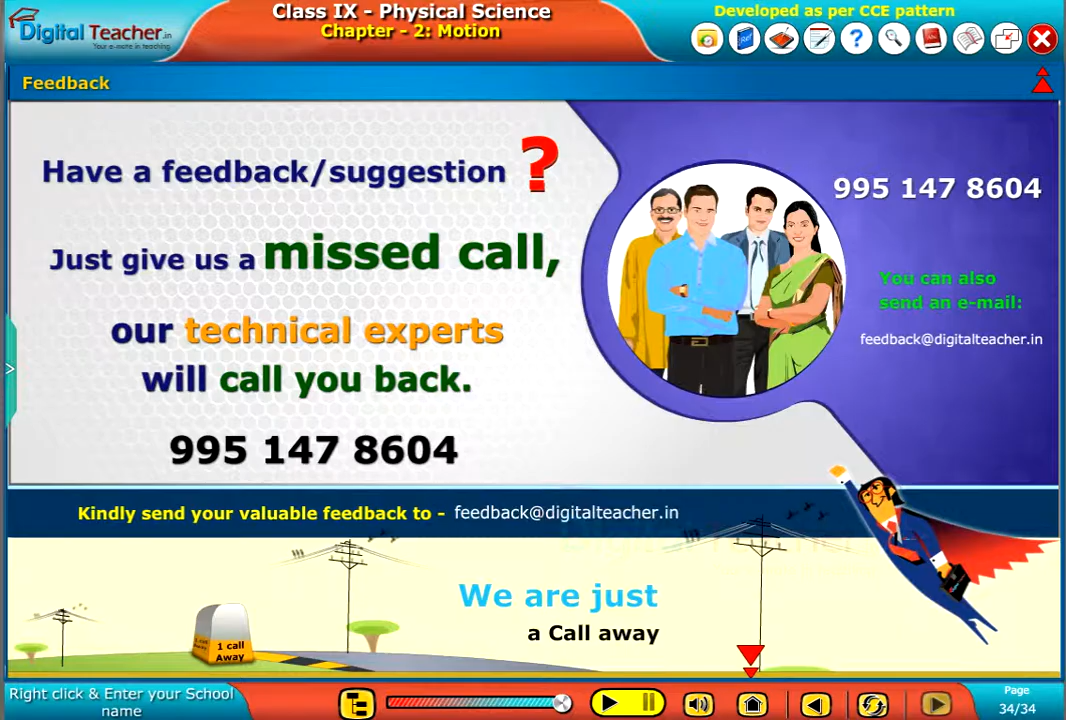 Digital Teacher.in
Your e-mate in teaching.
Class IX - Physical Science
Chapter - 2: Motion
Developed as per CCE pattern
Feedback
Have a feedback/suggestion ?
Just give us a missed call,
our technical experts
will call you back.
995 147 8604
995 147 8604
You can also
send an e-mail:
feedback@digitalteacher.in
Kindly send your valuable feedback to - feedback@digitalteacher.in
We are just
a Call away
1 call
Away
Right click & Enter your School
name
Page
34/34